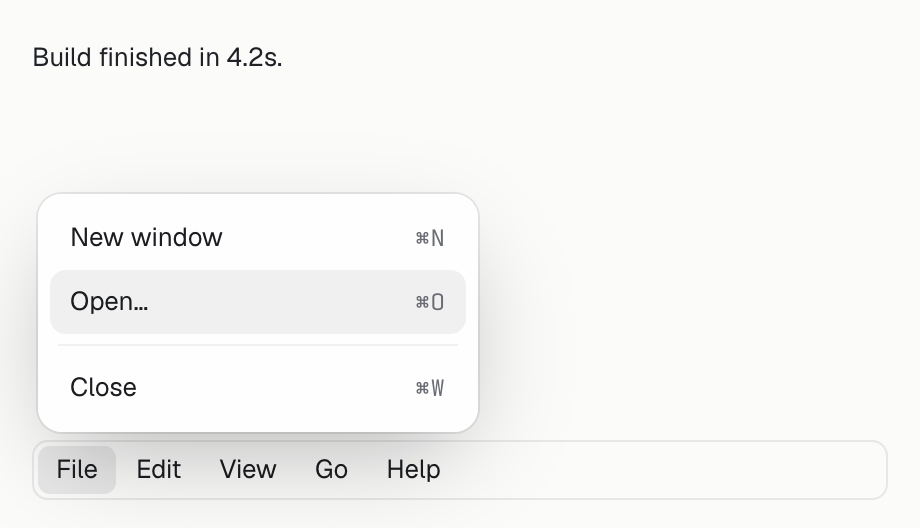 Build finished in 4.2s.
New window ⌘N
Open… ⌘O
Close ⌘W
File Edit View Go Help